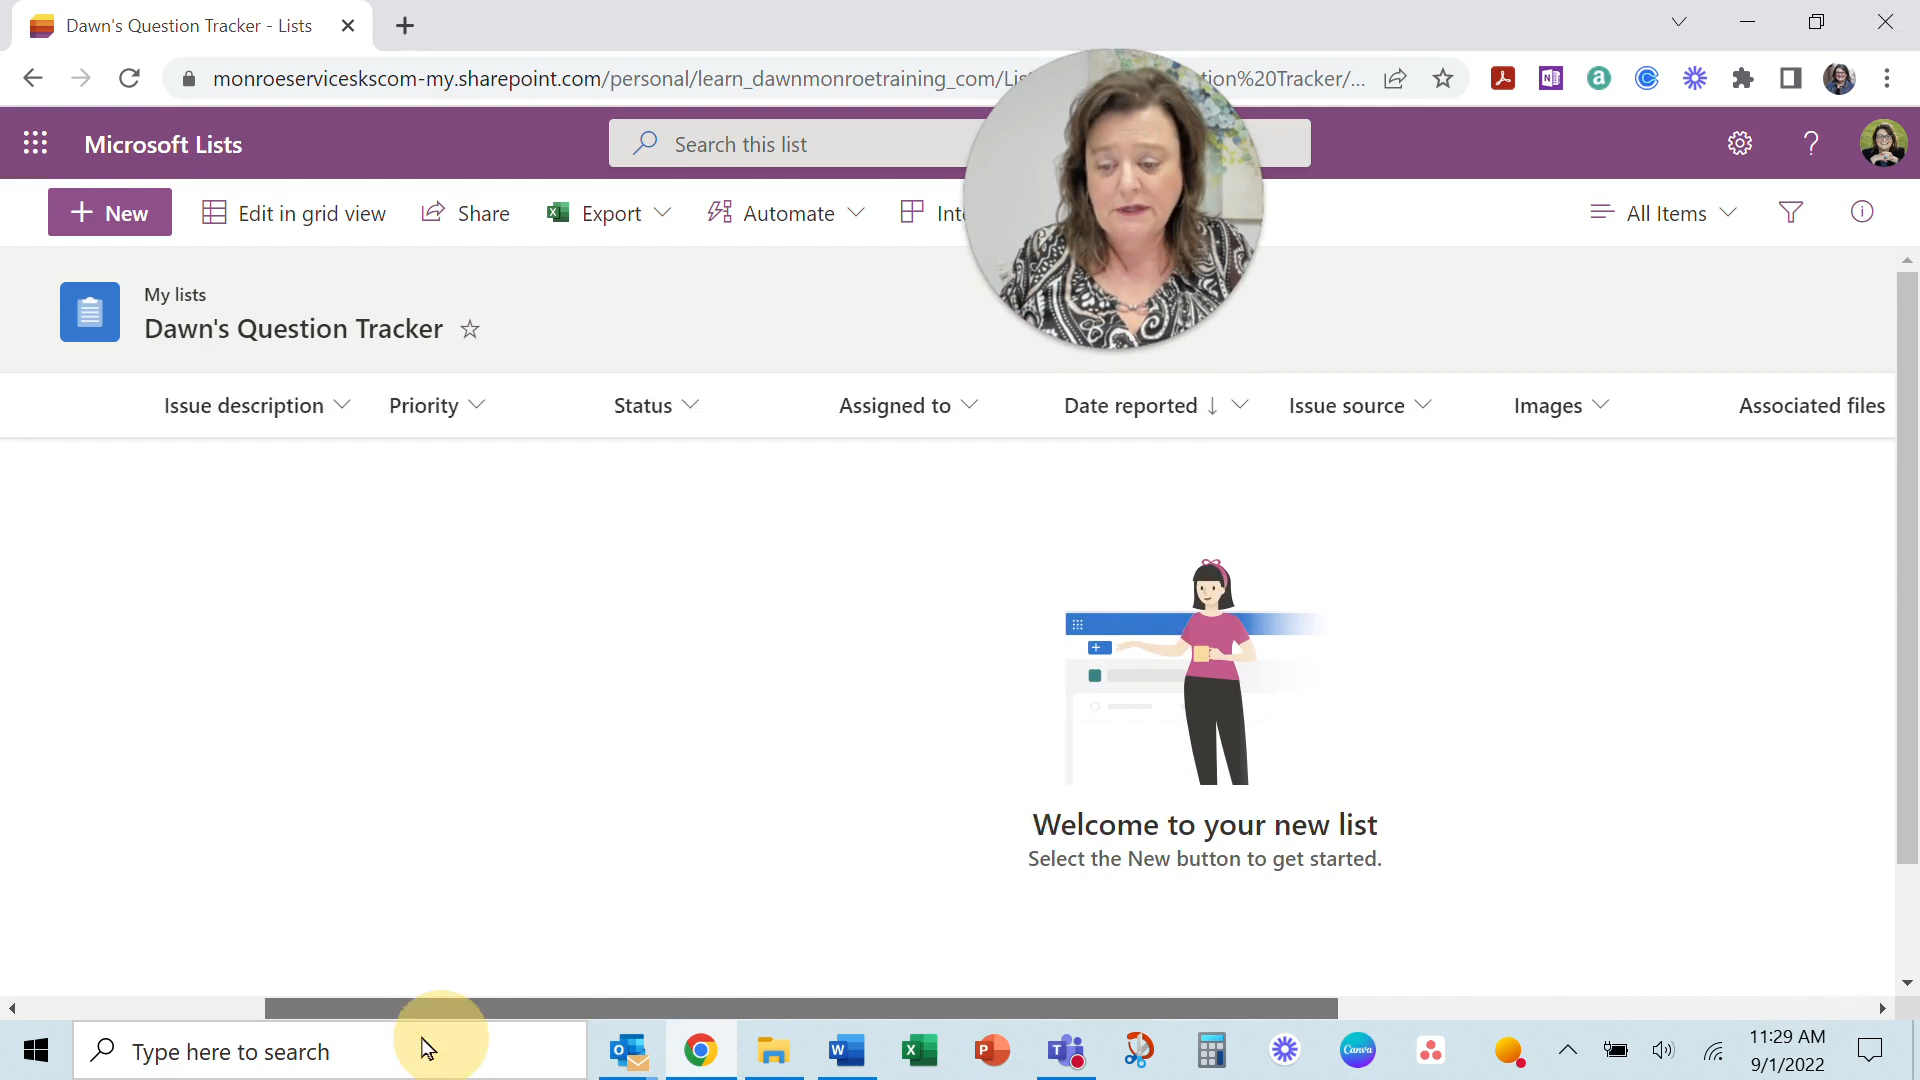 Dawn's Question Tracker - Lists
monroeserviceskscom-my.sharepoint.com/personal/learn_dawnmonroetraining_com/Lis tion%20Tracker/...
Microsoft Lists
Search this list
New
Edit in grid view
Share
Export
Automate
Int
All Items
My lists
Dawn's Question Tracker
Issue description
Priority
Status
Assigned to
Date reported
Issue source
Images
Associated files
Welcome to your new list
Select the New button to get started.
Type here to search
Canva
11:29 AM
9/1/2022